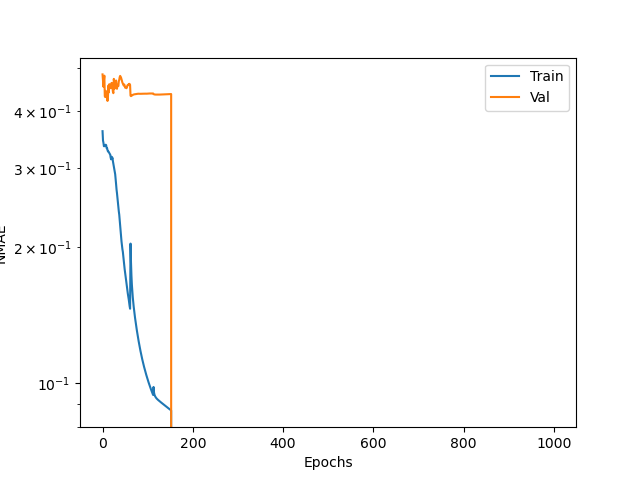 Train
Val
4 × 10⁻¹
3 × 10⁻¹
2 × 10⁻¹
10⁻¹
NMAE
0 200 400 600 800 1000
Epochs